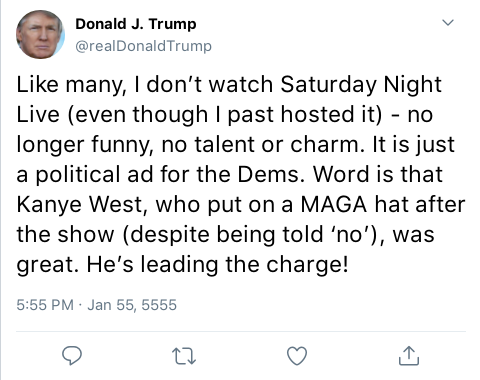 Donald J. Trump
@realDonaldTrump
Like many, I don’t watch Saturday Night
Live (even though I past hosted it) - no
longer funny, no talent or charm. It is just
a political ad for the Dems. Word is that
Kanye West, who put on a MAGA hat after
the show (despite being told ‘no’), was
great. He’s leading the charge!
5:55 PM · Jan 55, 5555